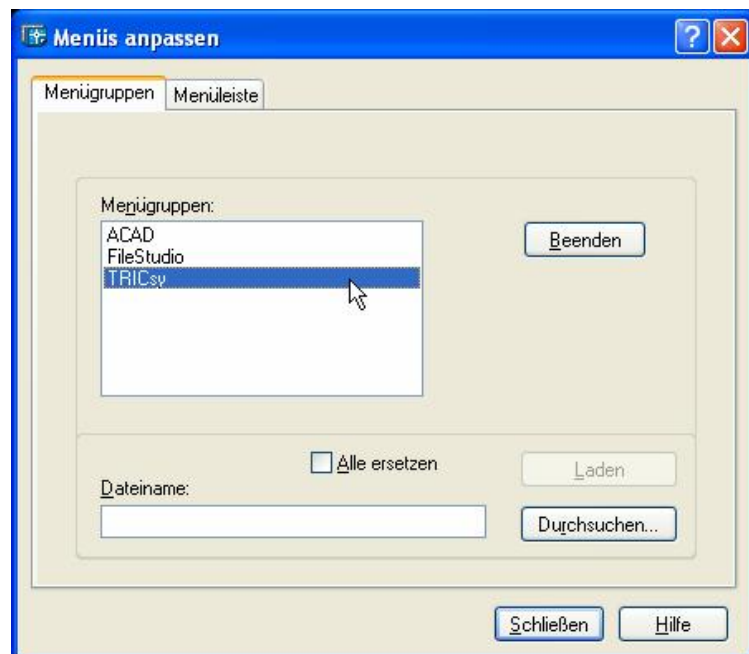 Menüs anpassen
Menügruppen
Menüleiste
Menügruppen:
ACAD
Beenden
FileStudio
TRICsy
Alle ersetzen
Laden
Dateiname:
Durchsuchen...
Schließen
Hilfe